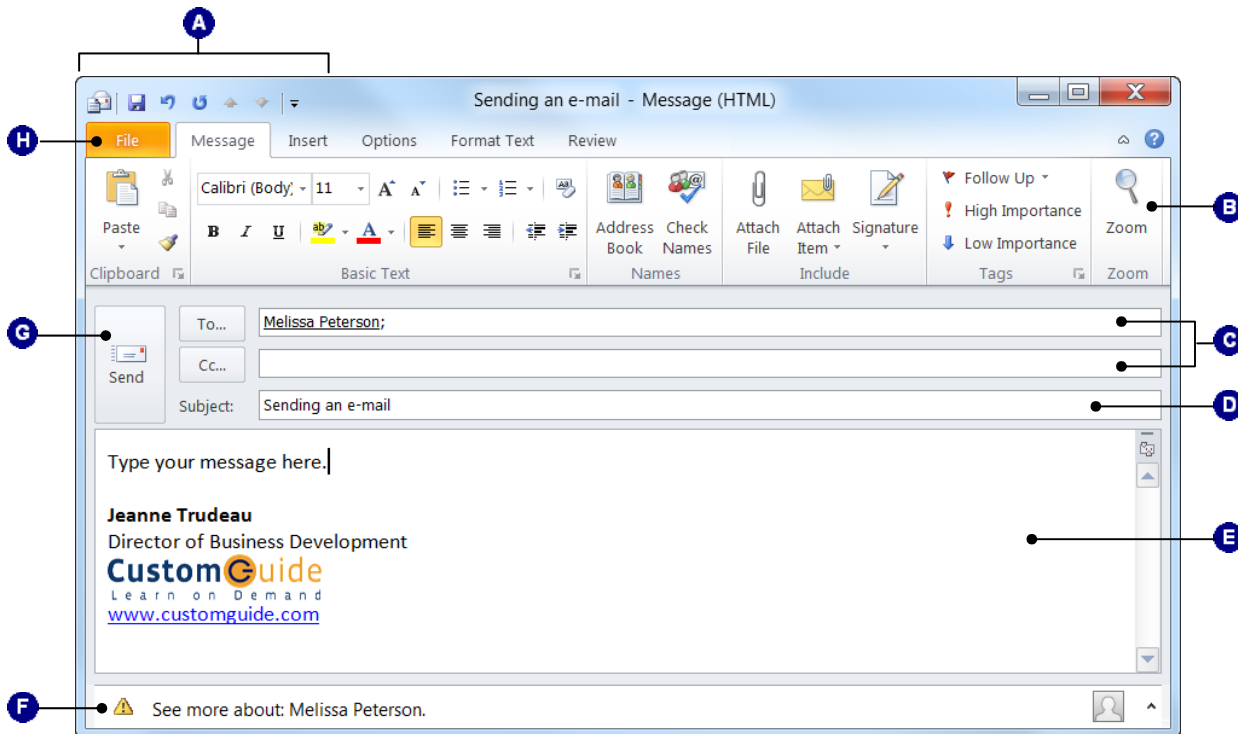 A
Sending an e-mail - Message (HTML)
H
File Message Insert Options Format Text Review
Calibri (Body) 11 A A
Follow Up
B
High Importance
Paste
B I U ab A
Address Book
Check Names
Attach File
Attach Item
Signature
Low Importance
Zoom
Clipboard Basic Text Names Include Tags Zoom
G
Send
To... Melissa Peterson;
C
Cc...
Subject: Sending an e-mail
D
Type your message here.
Jeanne Trudeau
Director of Business Development
E
CustomGuide
Learn on Demand
www.customguide.com
F
See more about: Melissa Peterson.